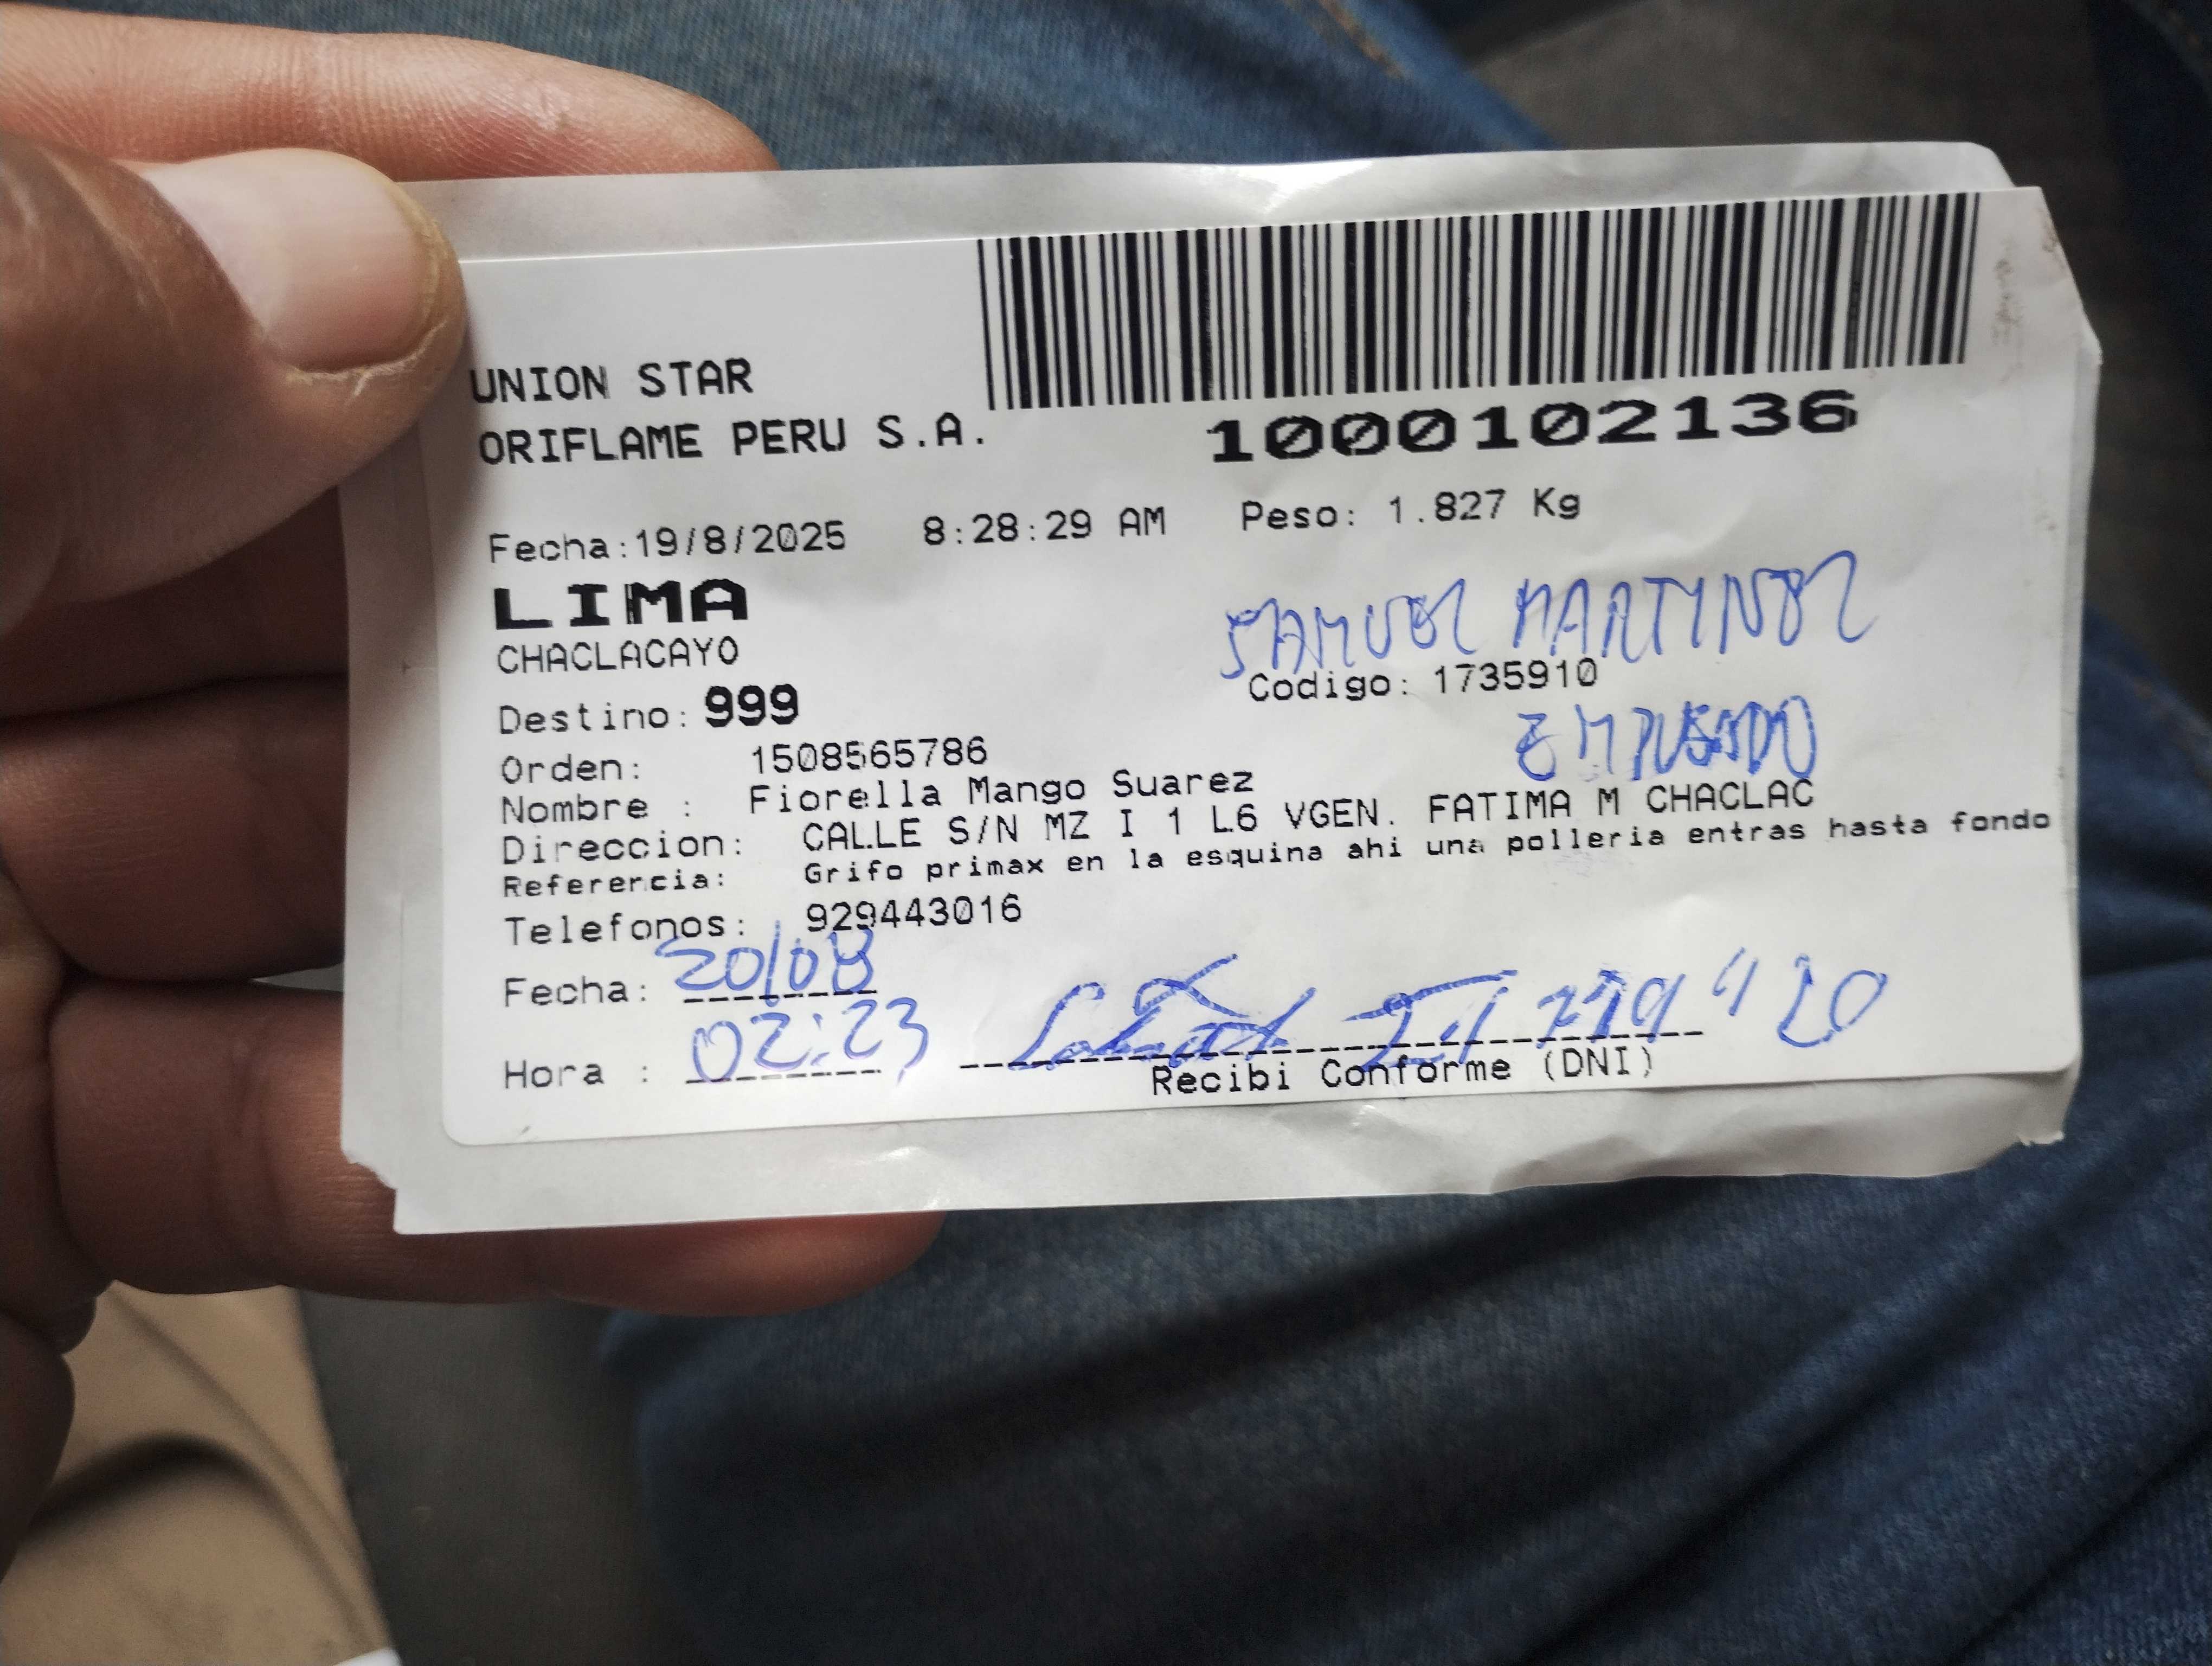 UNION STAR
ORIFLAME PERU S.A.
1000102136
Fecha:19/8/2025 8:28:29 AM Peso: 1.827 Kg
LIMA
CHACLACAYO
SAMUEL MARTINEZ
Codigo: 1735910
Destino: 999
Orden: 1508565786
Nombre : Fiorella Mango Suarez
Direccion: CALLE S/N MZ I 1 L6 VGEN. FATIMA M CHACLAC
Referencia: Grifo primax en la esquina ahi una polleria entras hasta fondo
Telefonos: 929443016
Fecha: 20/08
Hora : 02:23
Recibi Conforme (DNI)